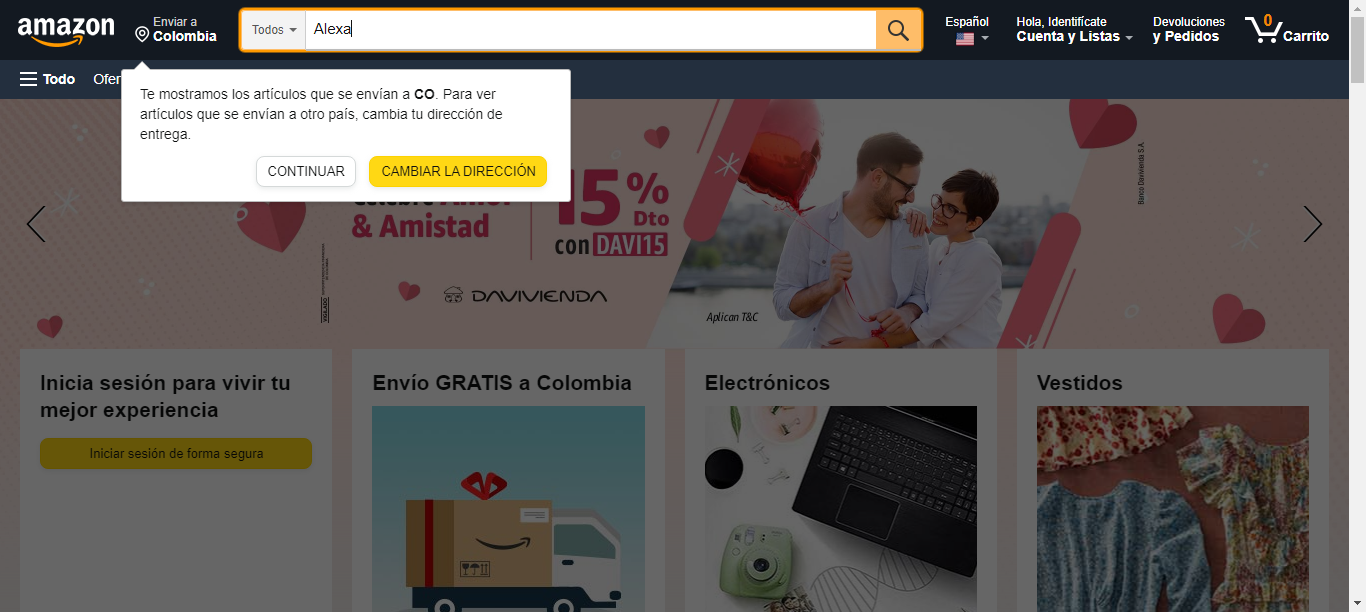 amazon
Enviar a
Colombia
Todos
Alexa
Español
Hola, Identifícate
Cuenta y Listas
Devoluciones
y Pedidos
0
Carrito
Todo
Ofer
Te mostramos los artículos que se envían a CO. Para ver
artículos que se envían a otro país, cambia tu dirección de
entrega.
CONTINUAR
CAMBIAR LA DIRECCIÓN
& Amistad
15%
Dto
con DAVI15
DAVIVIENDA
VIGILADO
Aplican T&C
Banco Davivienda S.A.
Inicia sesión para vivir tu
mejor experiencia
Iniciar sesión de forma segura
Envío GRATIS a Colombia
Electrónicos
Vestidos